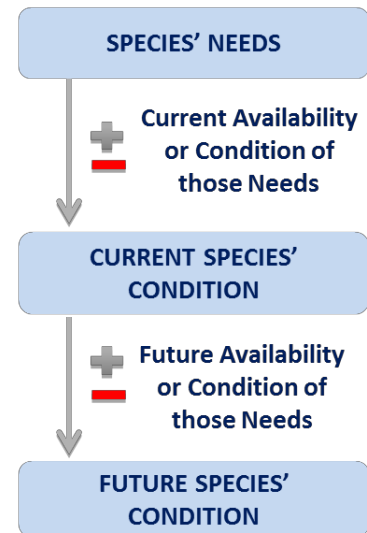 SPECIES’ NEEDS
Current Availability
or Condition of
those Needs
CURRENT SPECIES’
CONDITION
Future Availability
or Condition of
those Needs
FUTURE SPECIES’
CONDITION